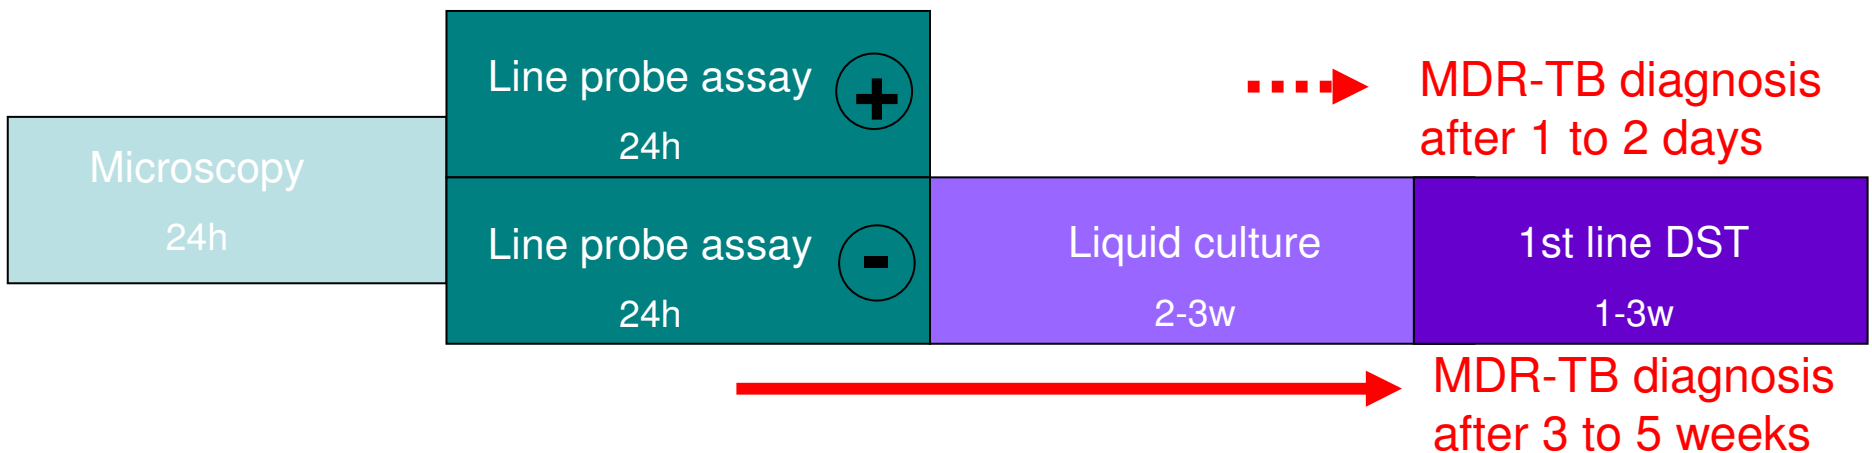 Microscopy
24h
Line probe assay +
24h
Line probe assay -
24h
Liquid culture
2-3w
1st line DST
1-3w
MDR-TB diagnosis
after 1 to 2 days
MDR-TB diagnosis
after 3 to 5 weeks